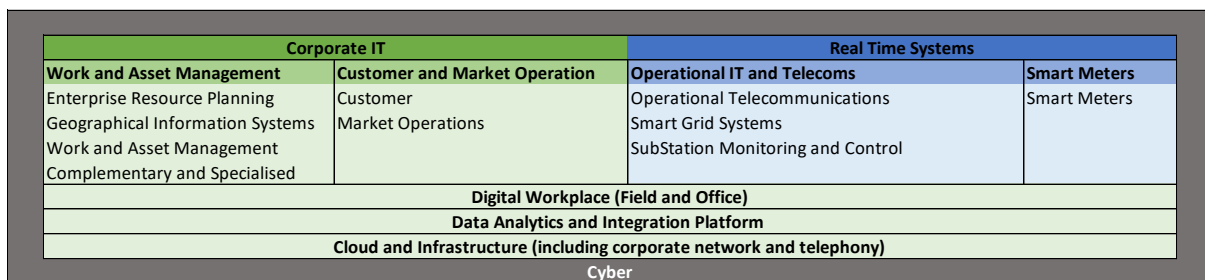 Corporate IT Real Time Systems
Work and Asset Management Customer and Market Operation Operational IT and Telecoms Smart Meters
Enterprise Resource Planning Customer Operational Telecommunications Smart Meters
Geographical Information Systems Market Operations Smart Grid Systems
Work and Asset Management SubStation Monitoring and Control
Complementary and Specialised
Digital Workplace (Field and Office)
Data Analytics and Integration Platform
Cloud and Infrastructure (including corporate network and telephony)
Cyber